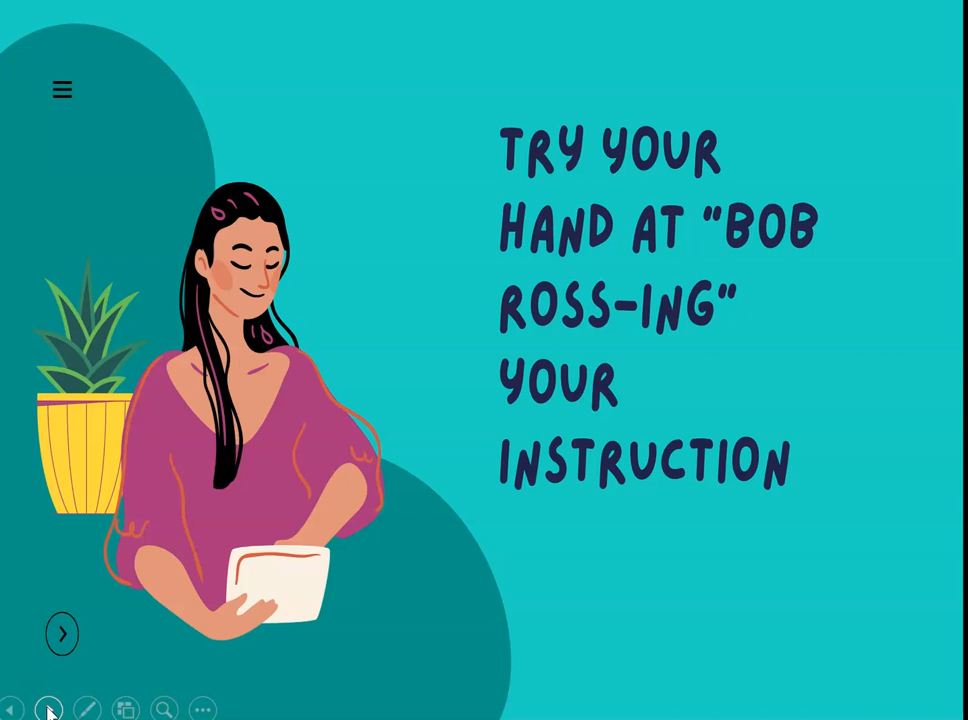 TRY YOUR
HAND AT "BOB
ROSS-ING"
YOUR
INSTRUCTION